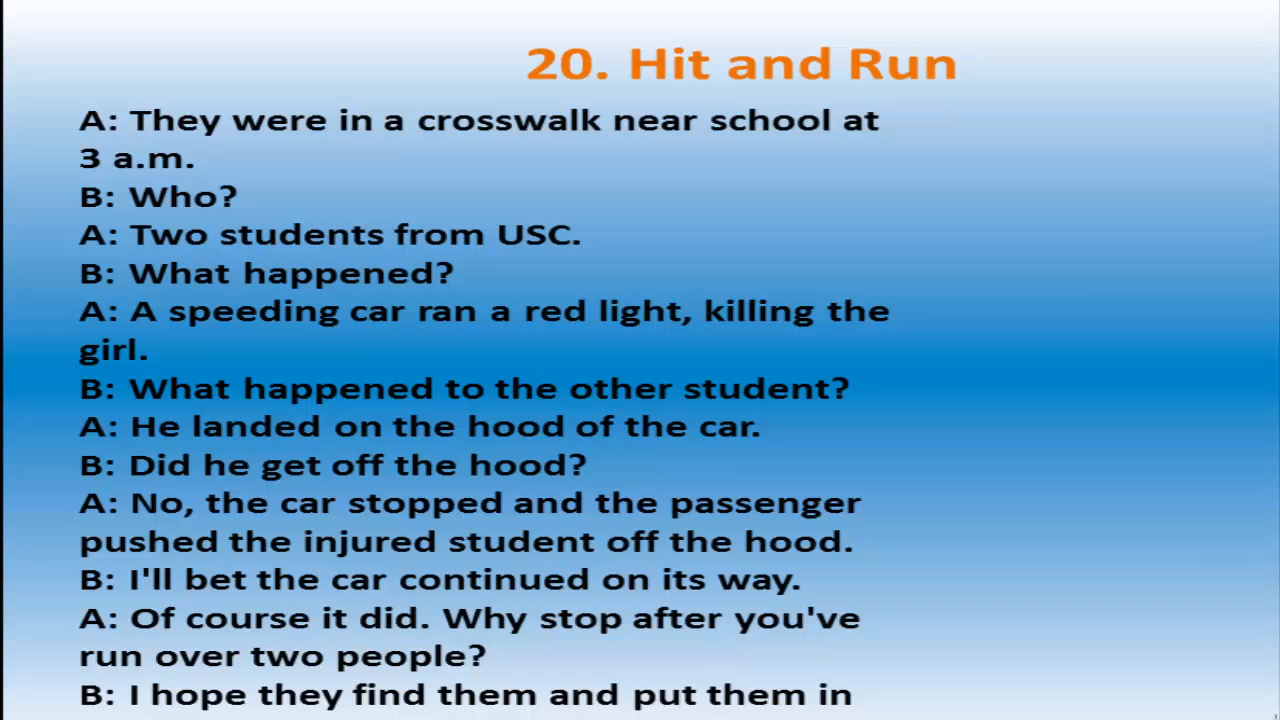 20. Hit and Run
A: They were in a crosswalk near school at
3 a.m.
B: Who?
A: Two students from USC.
B: What happened?
A: A speeding car ran a red light, killing the
girl.
B: What happened to the other student?
A: He landed on the hood of the car.
B: Did he get off the hood?
A: No, the car stopped and the passenger
pushed the injured student off the hood.
B: I'll bet the car continued on its way.
A: Of course it did. Why stop after you've
run over two people?
B: I hope they find them and put them in